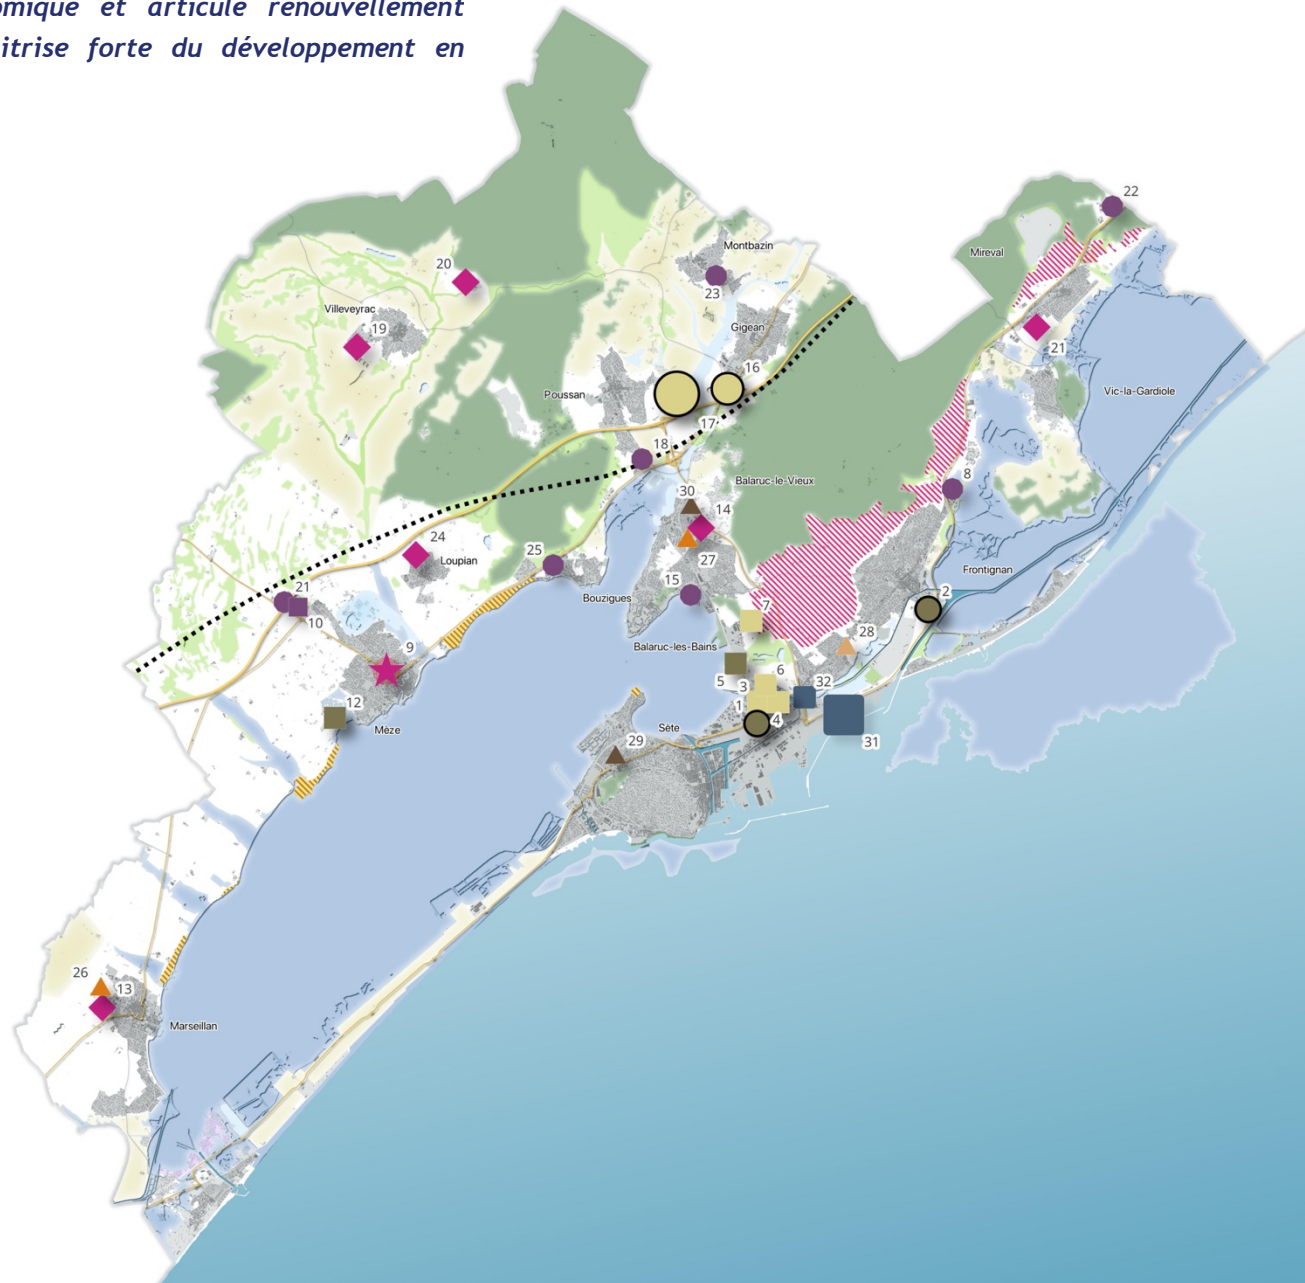 omique et articule renouvellement
itrise forte du développement en
22
Montbazin
Mireval
20
23
Villeveyrac
19
Gigean
21
16
Vic-la-Gardiole
Poussan
17
18
8
Balaruc-le-Vieux
30
14
24
25
Loupian
27
Frontignan
15
21
2
Bouzigues
7
10
28
Balaruc-les-Bains
9
6
5
3
32
12
1
4
Sète
Mèze
29
31
26
13
Marseillan